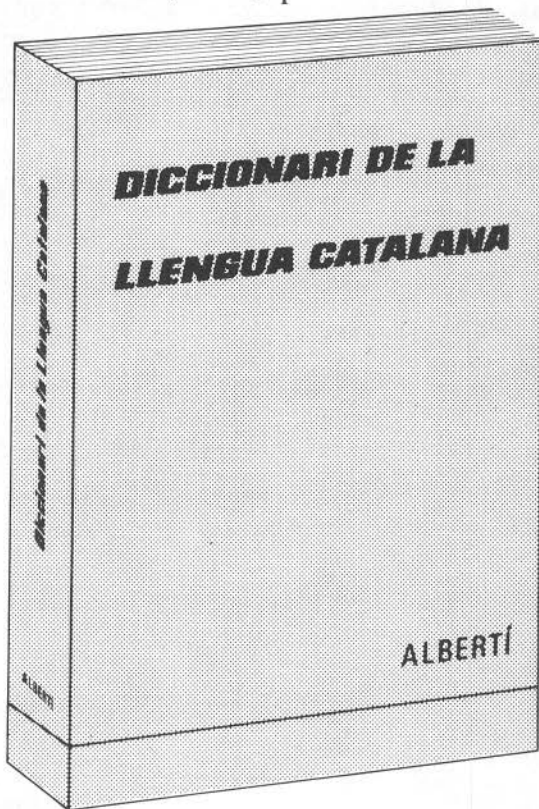 DICCIONARI DE LA
LLENGUA CATALANA
ALBERTÍ
Diccionari de la Llengua Catalana
ALBERTÍ